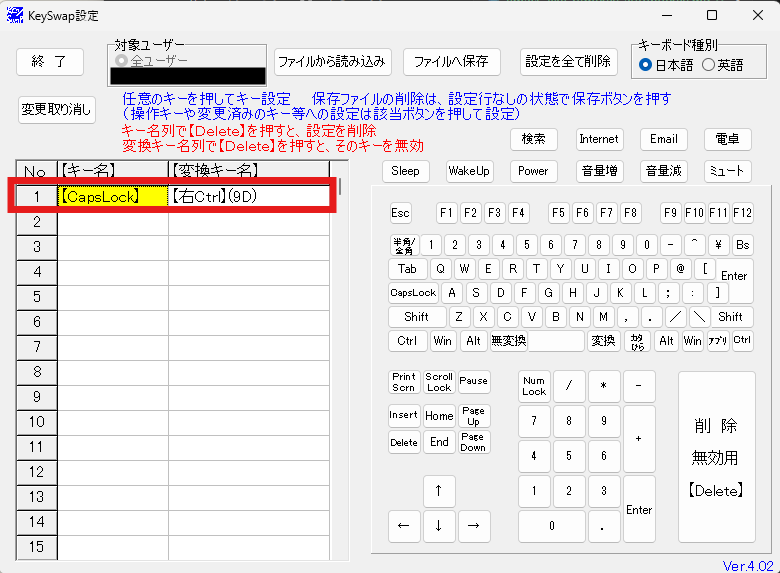 KeySwap設定
終 了
対象ユーザー
全ユーザー
ファイルから読み込み
ファイルへ保存
設定を全て削除
キーボード種別
日本語 英語
変更取り消し
任意のキーを押してキー設定 保存ファイルの削除は、設定行なしの状態で保存ボタンを押す
（操作キーや変更済みのキー等への設定は該当ボタンを押して設定）
キー名列で【Delete】を押すと、設定を削除
変換キー名列で【Delete】を押すと、そのキーを無効
検索 Internet Email 電卓
Sleep WakeUp Power 音量増 音量減 ミュート
No 【キー名】 【変換キー名】
1 【CapsLock】 【右Ctrl】(9D)
2
3
4
5
6
7
8
9
10
11
12
13
14
15
Esc F1 F2 F3 F4 F5 F6 F7 F8 F9 F10 F11 F12
半角/
全角 1 2 3 4 5 6 7 8 9 0 - ^ ¥ Bs
Tab Q W E R T Y U I O P @ [ Enter
CapsLock A S D F G H J K L ; : ]
Shift Z X C V B N M , . ／ ＼ Shift
Ctrl Win Alt 無変換 変換 カタ
ひら Alt Win アプリ Ctrl
Print
Scrn Scroll
Lock Pause
Insert Home Page
Up
Delete End Page
Down
↑
← ↓ →
Num
Lock / * -
7 8 9 +
4 5 6
1 2 3 Enter
0 .
削 除
無効用
【Delete】
Ver.4.02